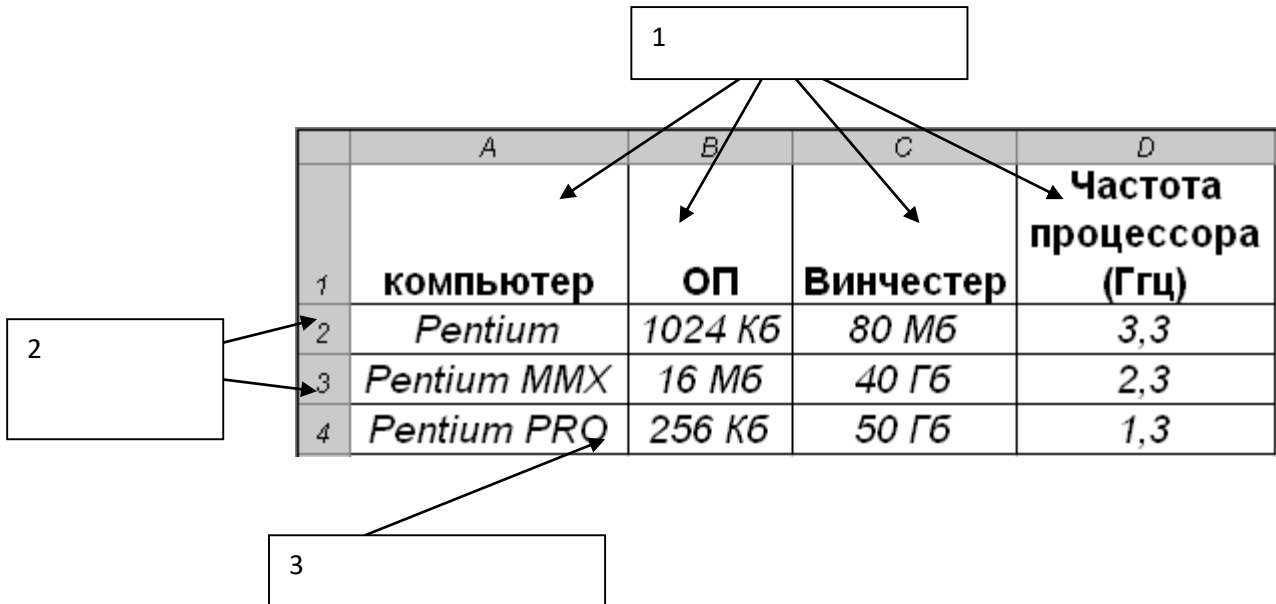 1
A B C D
1 компьютер ОП Винчестер Частота процессора (Ггц)
2 Pentium 1024 Кб 80 Мб 3,3
3 Pentium MMX 16 Мб 40 Гб 2,3
4 Pentium PRO 256 Кб 50 Гб 1,3
2
3